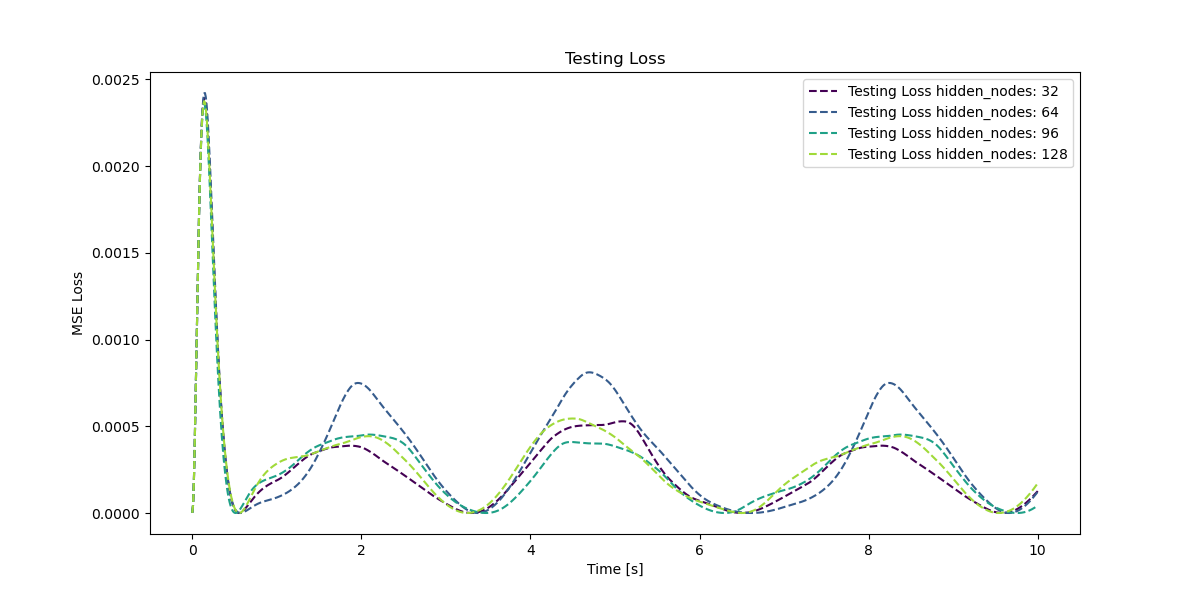 Testing Loss
0.0025
0.0020
0.0015
0.0010
0.0005
0.0000
MSE Loss
Testing Loss hidden_nodes: 32
Testing Loss hidden_nodes: 64
Testing Loss hidden_nodes: 96
Testing Loss hidden_nodes: 128
0 2 4 6 8 10
Time [s]